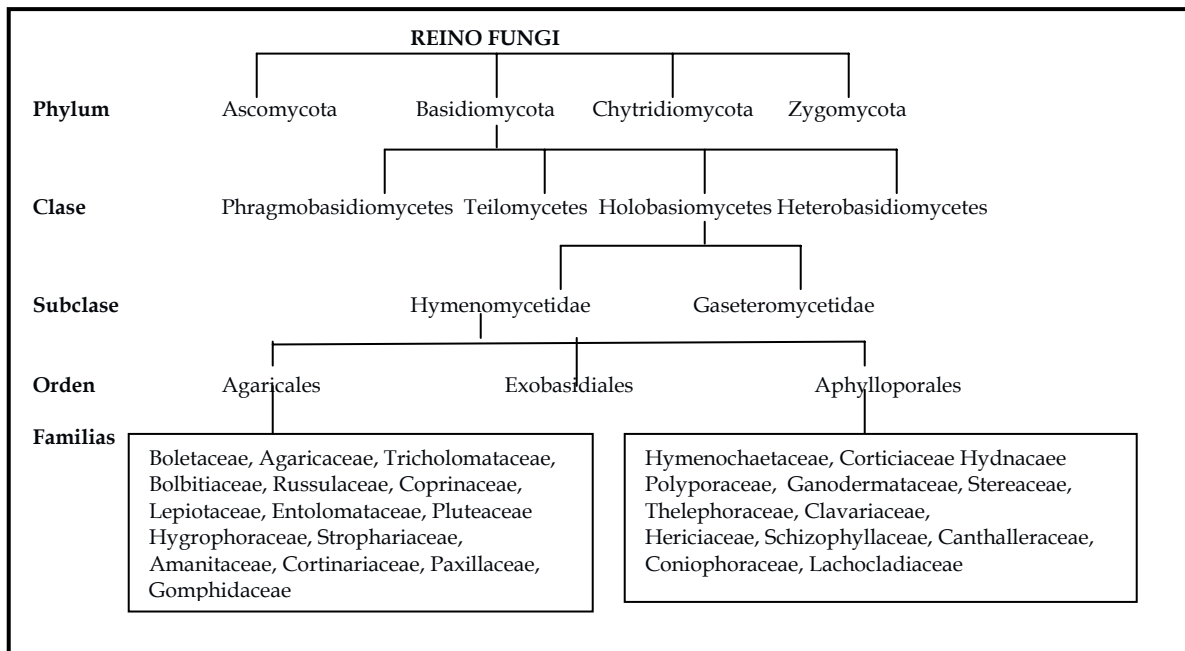 REINO FUNGI
Phylum Ascomycota Basidiomycota Chytridiomycota Zygomycota
Clase Phragmobasidiomycetes Teilomycetes Holobasiomycetes Heterobasidiomycetes
Subclase Hymenomycetidae Gaseteromycetidae
Orden Agaricales Exobasidiales Aphylloporales
Familias
Boletaceae, Agaricaceae, Tricholomataceae,
Bolbitiaceae, Russulaceae, Coprinaceae,
Lepiotaceae, Entolomataceae, Pluteaceae
Hygrophoraceae, Strophariaceae,
Amanitaceae, Cortinariaceae, Paxillaceae,
Gomphidaceae
Hymenochaetaceae, Corticiaceae Hydnacaee
Polyporaceae, Ganodermataceae, Stereaceae,
Thelephoraceae, Clavariaceae,
Hericiaceae, Schizophyllaceae, Canthalleraceae,
Coniophoraceae, Lachocladiaceae